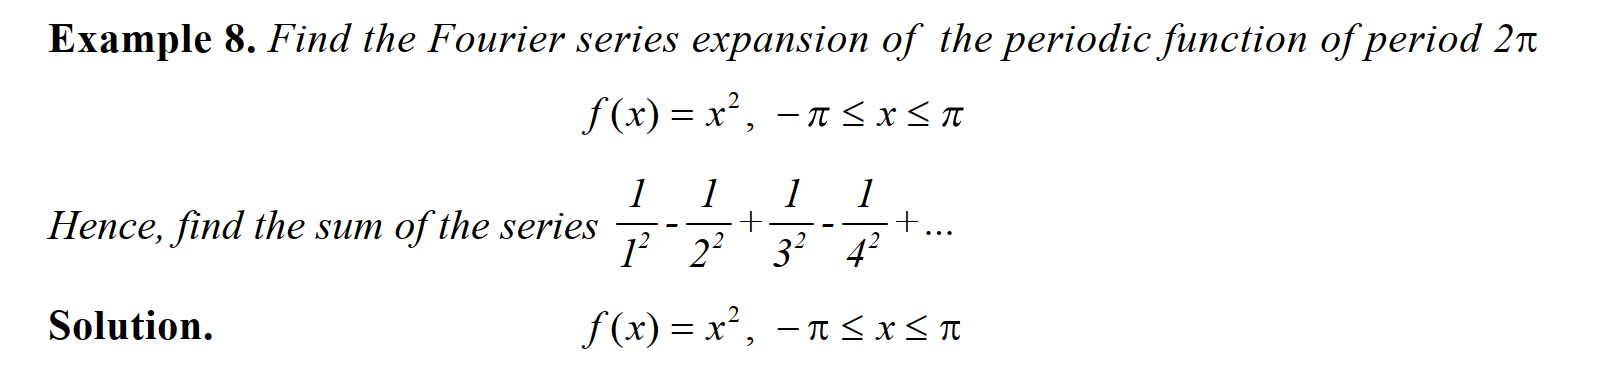 Example 8. Find the Fourier series expansion of the periodic function of period 2π
f(x) = x², − π ≤ x ≤ π
Hence, find the sum of the series 1/1² - 1/2² + 1/3² - 1/4² + ...
Solution. f(x) = x², − π ≤ x ≤ π